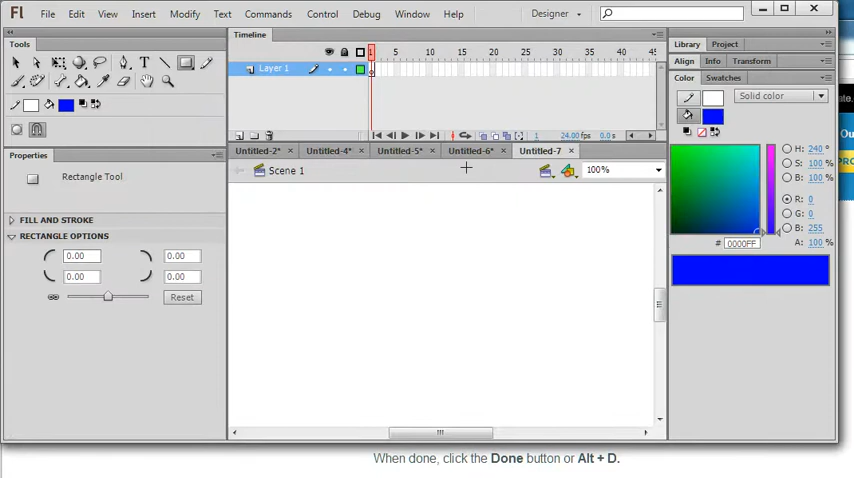 Fl File Edit View Insert Modify Text Commands Control Debug Window Help Designer
Tools
Timeline
1 5 10 15 20 25 30 35 40 45
Layer 1
1 24.00 fps 0.0 s
Untitled-2* Untitled-4* Untitled-5* Untitled-6* Untitled-7
Scene 1 100%
Properties
Rectangle Tool
FILL AND STROKE
RECTANGLE OPTIONS
0.00 0.00
0.00 0.00
Reset
Library Project
Align Info Transform
Color Swatches
Solid color
H: 240 °
S: 100 %
B: 100 %
R: 0
G: 0
B: 255
# 0000FF A: 100 %
ate.
When done, click the Done button or Alt + D.